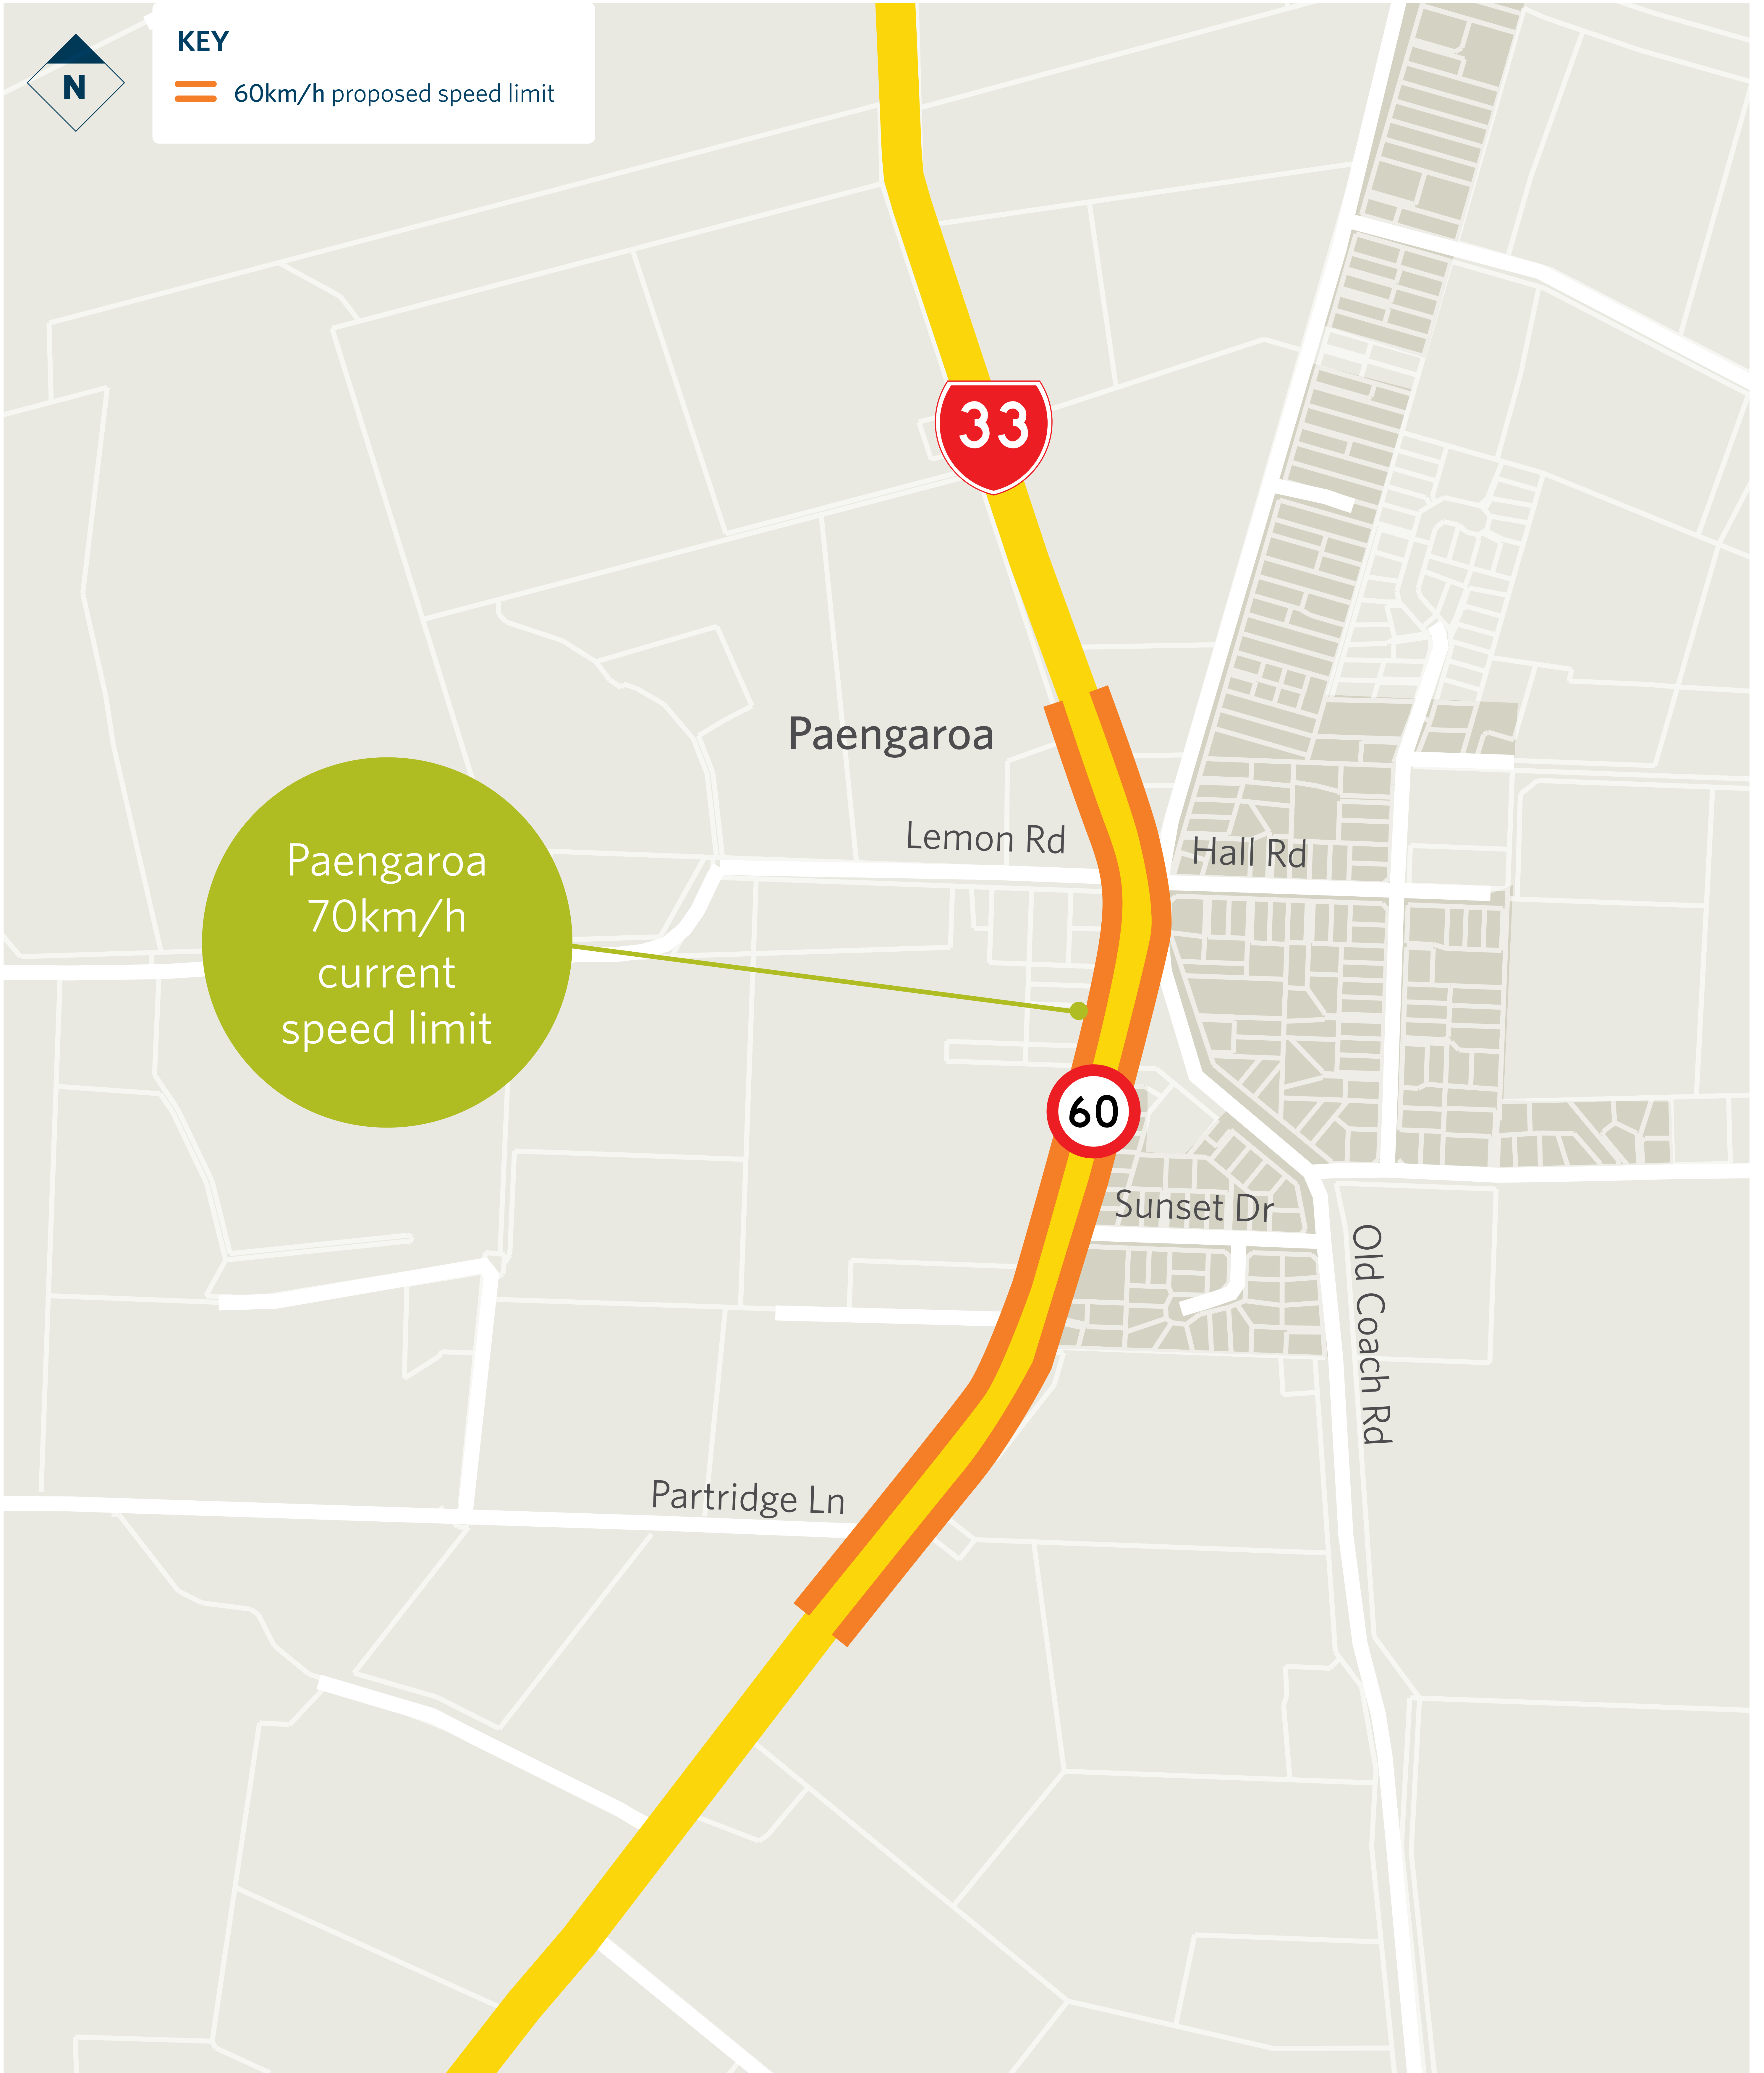 KEY
N
60km/h proposed speed limit
33
Paengaroa
Lemon Rd
Hall Rd
Paengaroa
70km/h
current
speed limit
60
Sunset Dr
Old Coach Rd
Partridge Ln